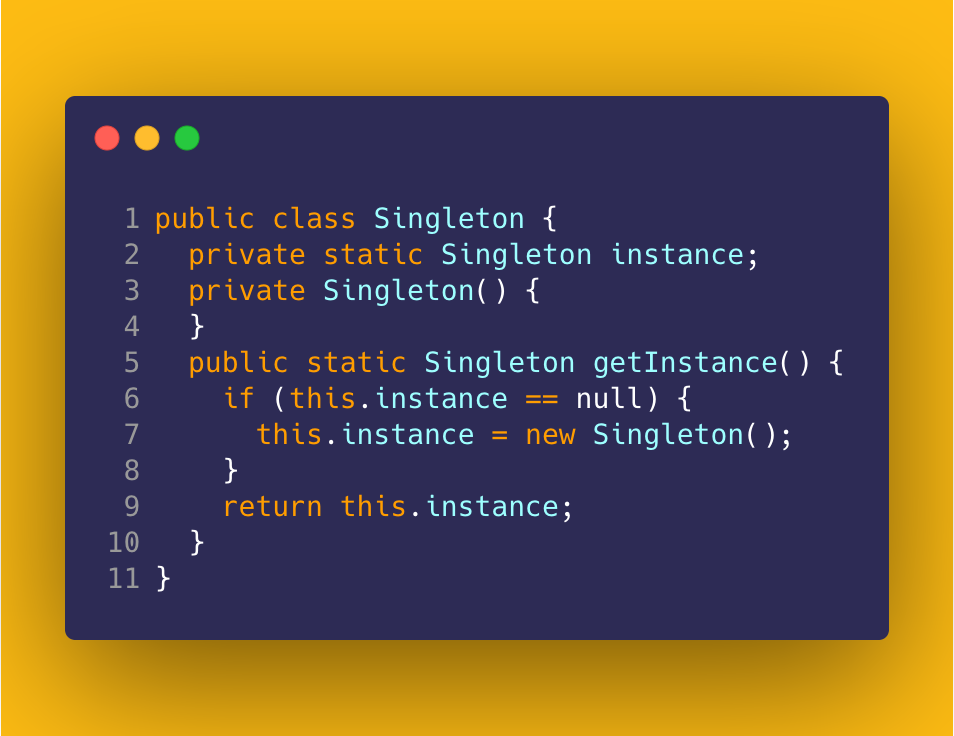 1 public class Singleton {
2   private static Singleton instance;
3   private Singleton() {
4   }
5   public static Singleton getInstance() {
6     if (this.instance == null) {
7       this.instance = new Singleton();
8     }
9     return this.instance;
10   }
11 }